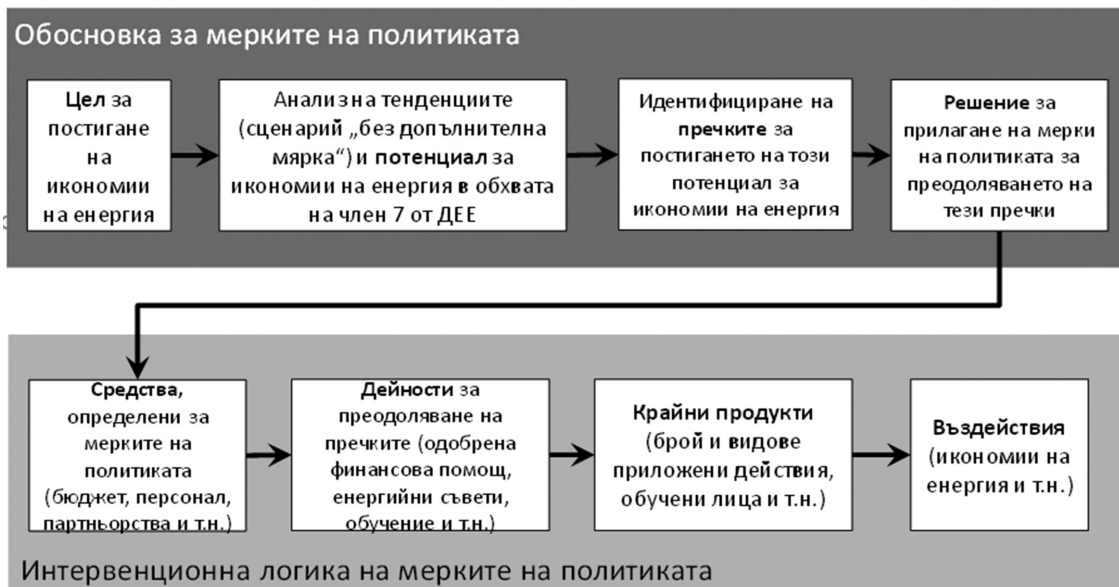 Обосновка за мерките на политиката
Цел за
постигане
на
икономии
на енергия
Анализ на тенденциите
(сценарий „без допълнителна
мярка“) и потенциал за
икономии на енергия в обхвата
на член 7 от ДЕЕ
Идентифициране на
пречките за
постигането на този
потенциал за
икономии на енергия
Решение за
прилагане на мерки
на политиката за
преодоляването на
тези пречки
Средства,
определени за
мерките на
политиката
(бюджет, персонал,
партньорства и т.н.)
Дейности за
преодоляване на
пречките (одобрена
финансова помощ,
енергийни съвети,
обучение и т.н.)
Крайни продукти
(брой и видове
приложени действия,
обучени лица и т.н.)
Въздействия
(икономии на
енергия и т.н.)
Интервенционна логика на мерките на политиката